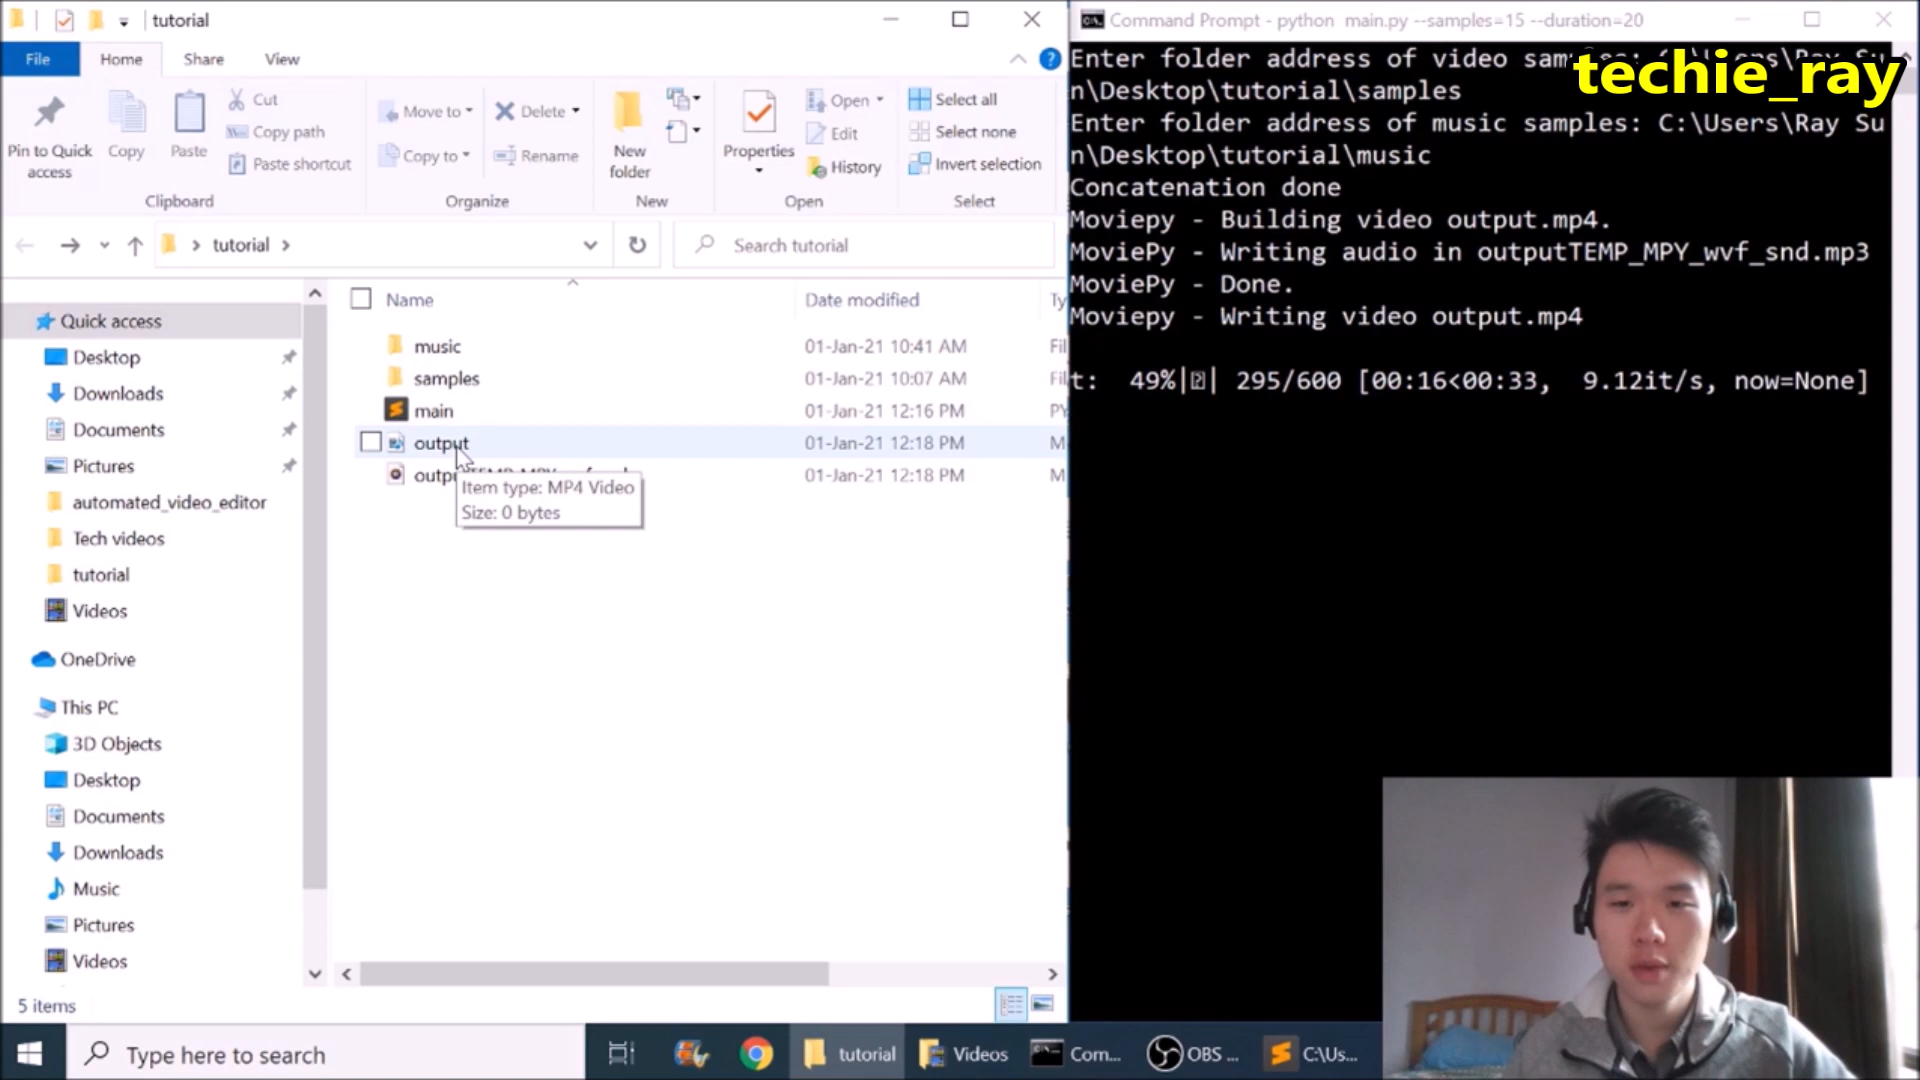 tutorial
File
Home
Share
View
Pin to Quick access
Copy
Paste
Cut
Copy path
Paste shortcut
Clipboard
Move to
Copy to
Delete
Rename
Organize
New folder
New
Properties
Open
Edit
History
Open
Select all
Select none
Invert selection
Select
tutorial
Search tutorial
Quick access
Desktop
Downloads
Documents
Pictures
automated_video_editor
Tech videos
tutorial
Videos
OneDrive
This PC
3D Objects
Desktop
Documents
Downloads
Music
Pictures
Videos
Name Date modified Ty
music 01-Jan-21 10:41 AM Fil
samples 01-Jan-21 10:07 AM Fil
main 01-Jan-21 12:16 PM PY
output 01-Jan-21 12:18 PM M
01-Jan-21 12:18 PM M
Item type: MP4 Video
Size: 0 bytes
5 items
Command Prompt - python main.py --samples=15 --duration=20
techie_ray
Enter folder address of video samples: C:\Users\Ray Su
n\Desktop\tutorial\samples
Enter folder address of music samples: C:\Users\Ray Su
n\Desktop\tutorial\music
Concatenation done
Moviepy - Building video output.mp4.
MoviePy - Writing audio in outputTEMP_MPY_wvf_snd.mp3
MoviePy - Done.
Moviepy - Writing video output.mp4
t: 49%|⍰| 295/600 [00:16<00:33, 9.12it/s, now=None]
Type here to search
tutorial
Videos
Com...
OBS ...
C:\Us...